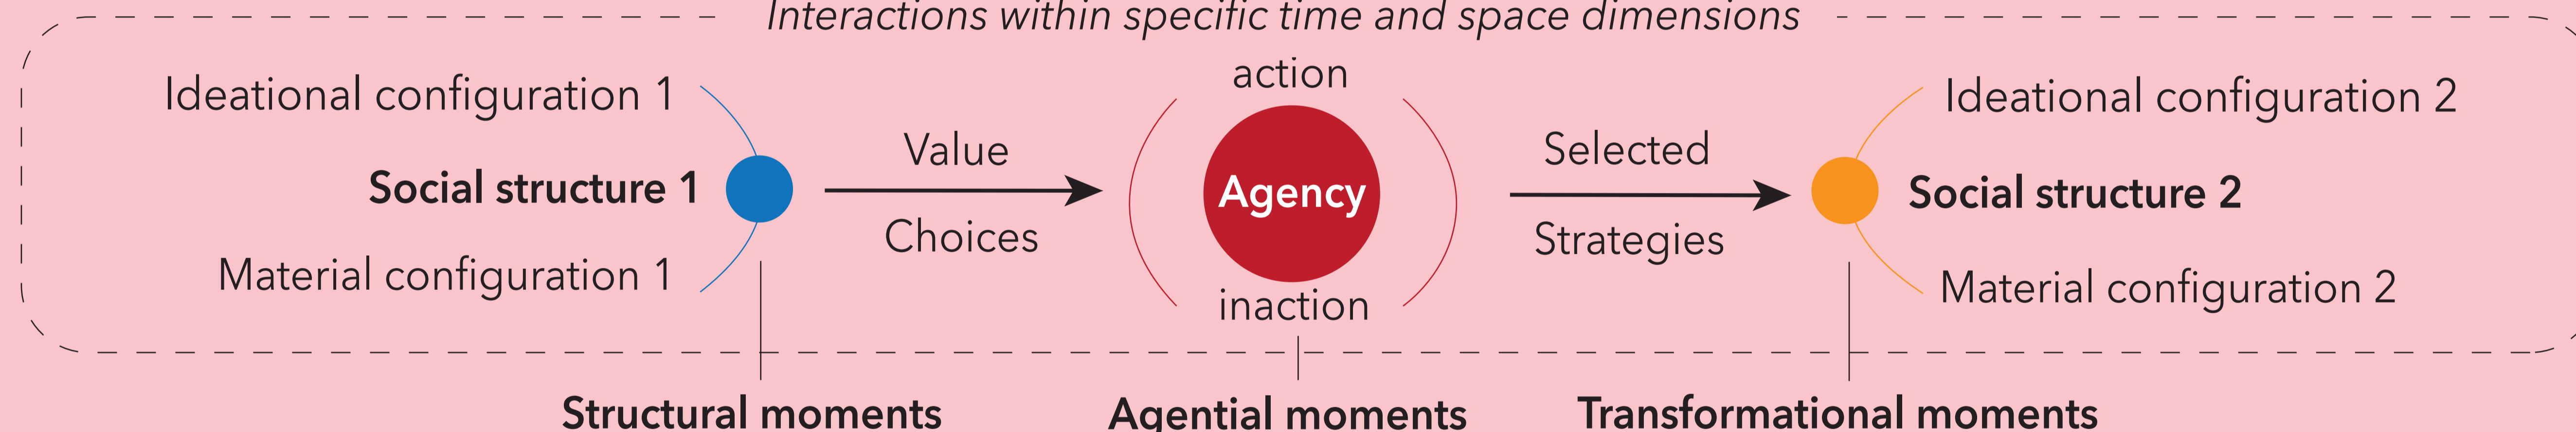 Interactions within specific time and space dimensions
Ideational configuration 1
Social structure 1
Material configuration 1
Value
Choices
action
Agency
inaction
Selected
Strategies
Ideational configuration 2
Social structure 2
Material configuration 2
Structural moments
Agential moments
Transformational moments